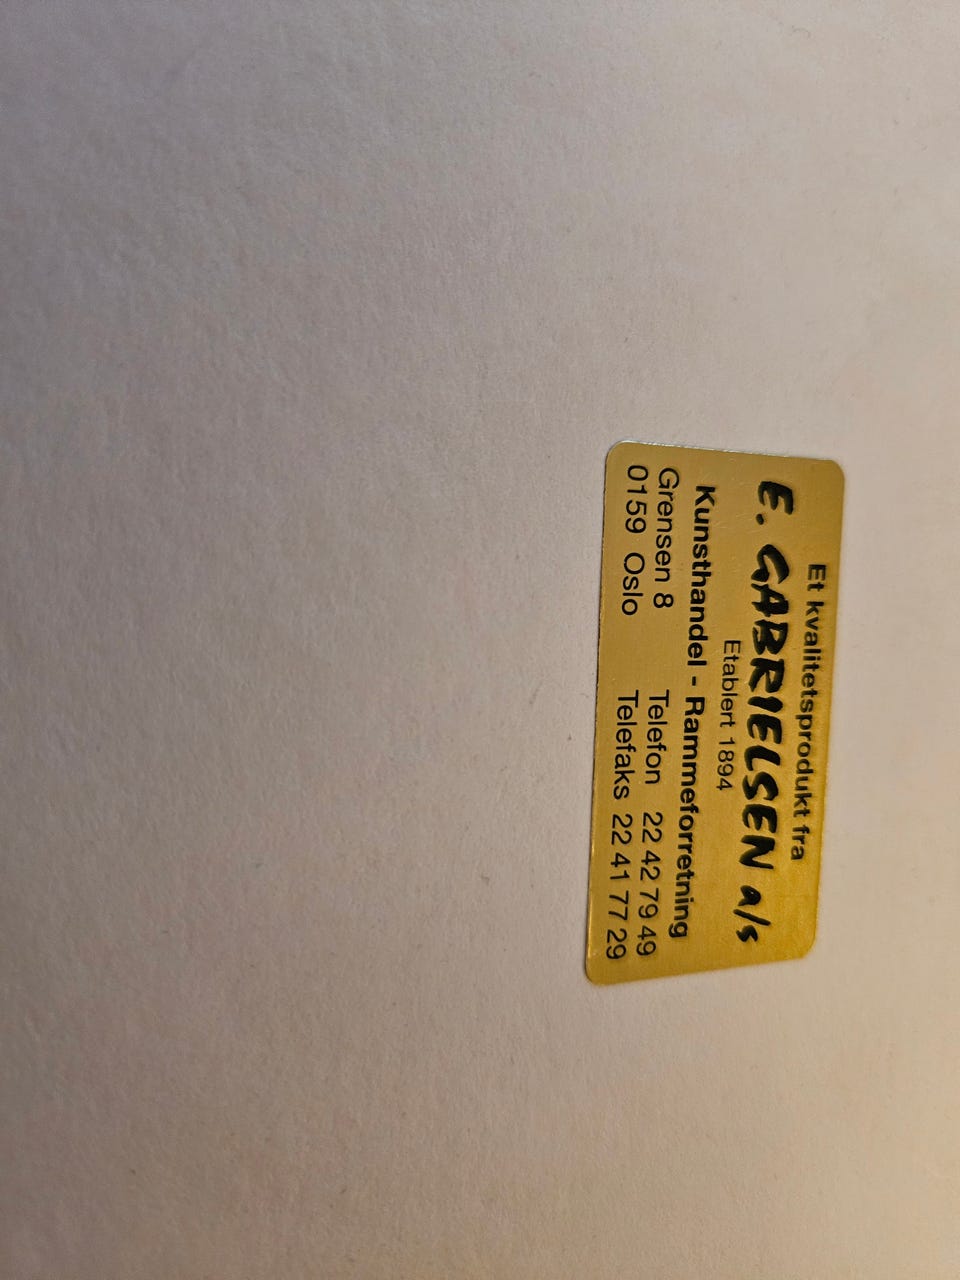 Et kvalitetsprodukt fra
E. GABRIELSEN a/s
Etablert 1894
Kunsthandel - Rammeforretning
Grensen 8 Telefon 22 42 79 49
0159 Oslo Telefaks 22 41 77 29